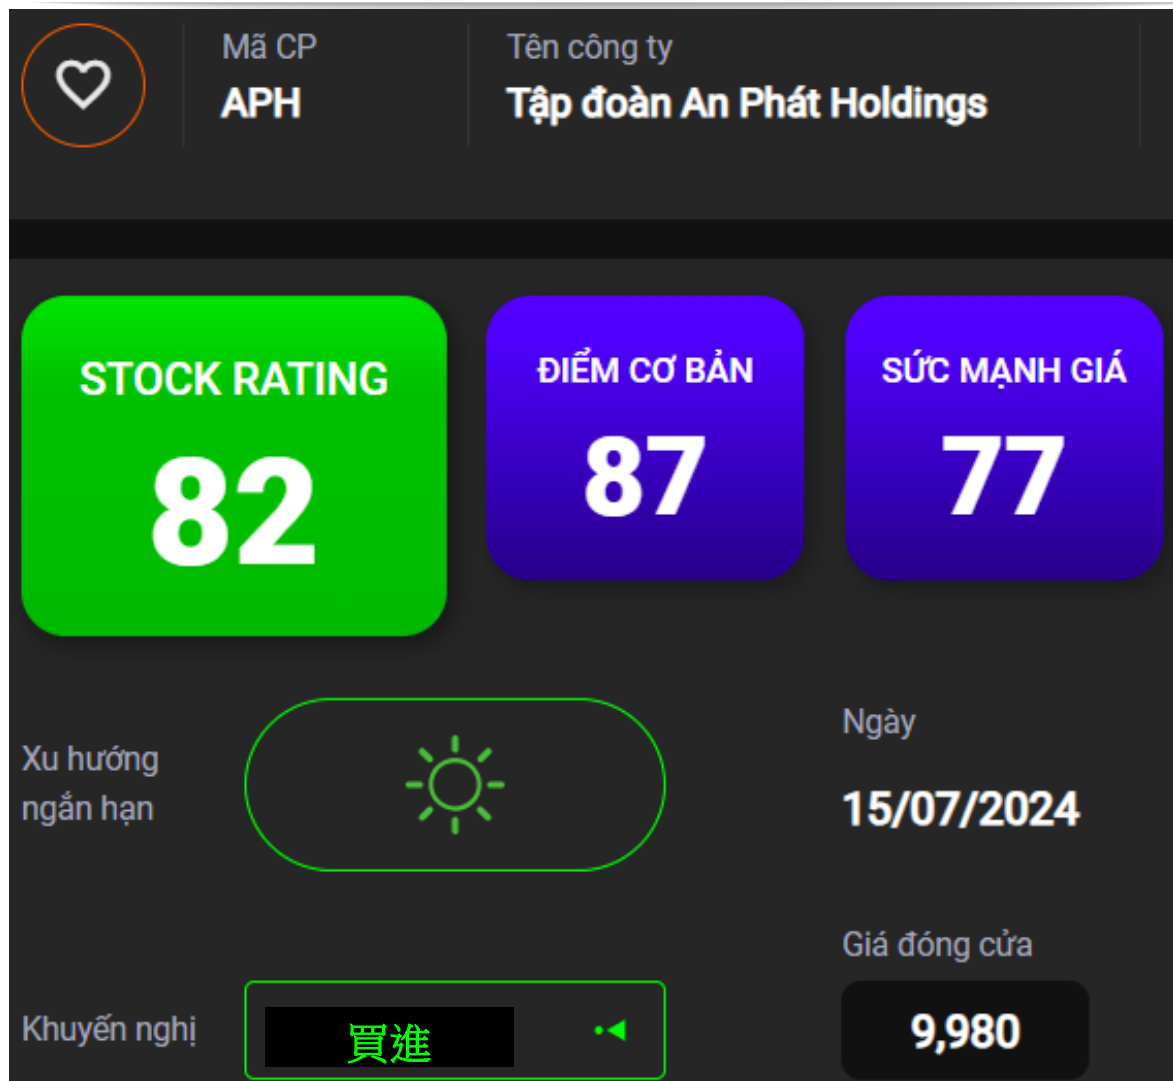 Mã CP
APH
Tên công ty
Tập đoàn An Phát Holdings
STOCK RATING
82
ĐIỂM CƠ BẢN
87
SỨC MẠNH GIÁ
77
Xu hướng
ngắn hạn
Ngày
15/07/2024
Khuyến nghị
買進
Giá đóng cửa
9,980